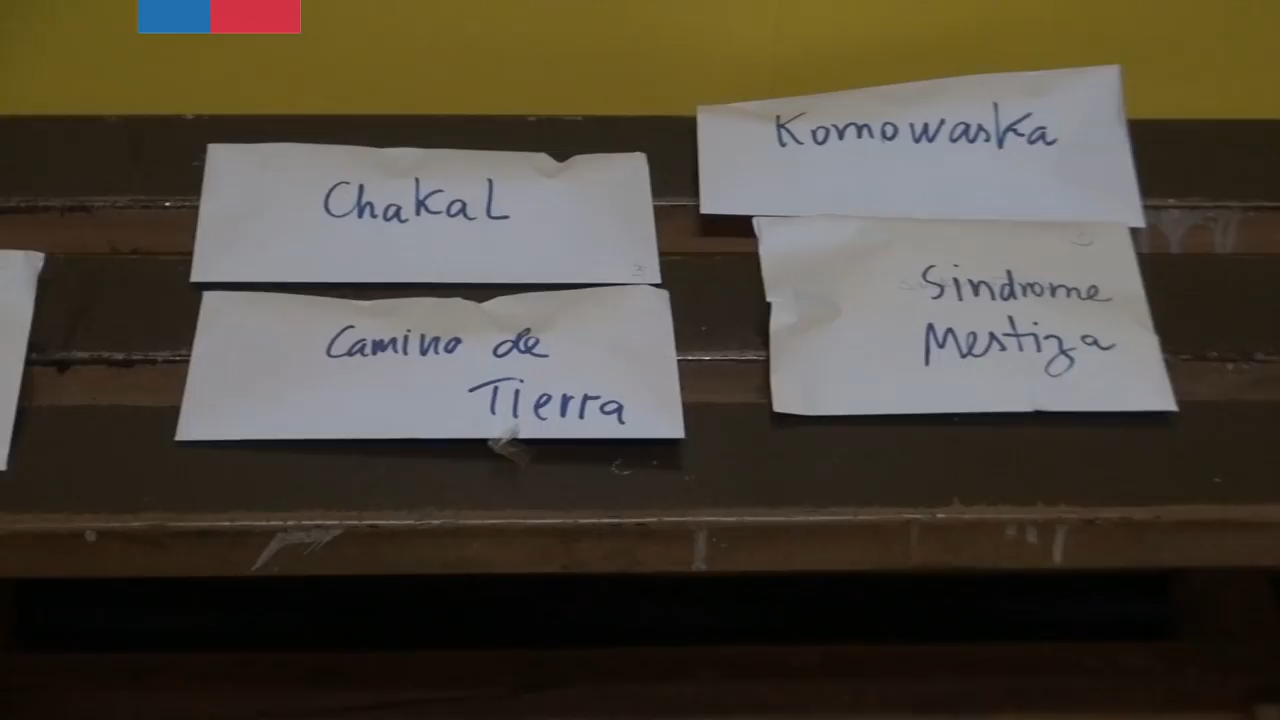 Chakal
Camino de
Tierra
Komowaska
Sindrome
Mestiza